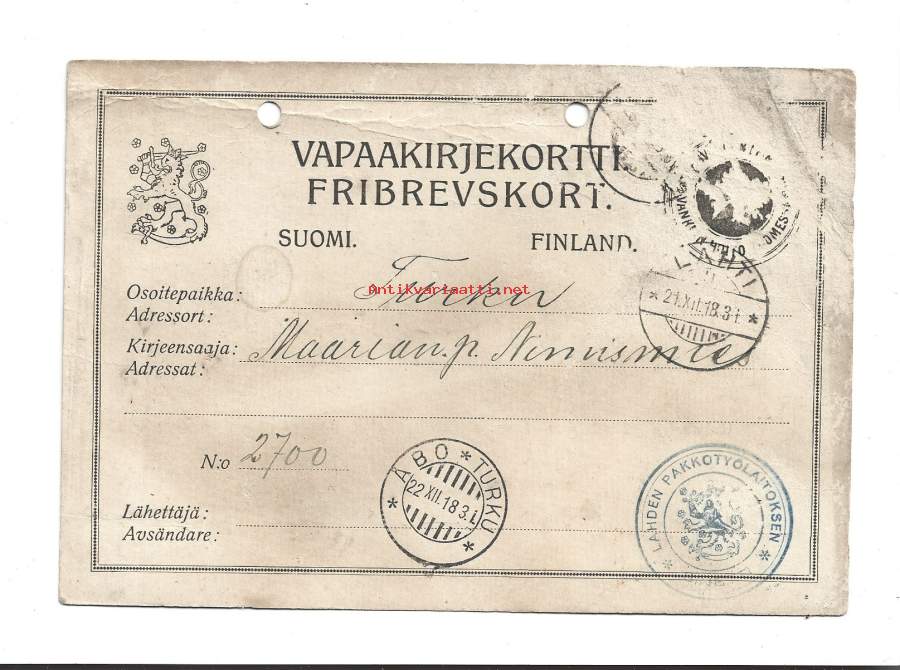 VAPAAKIRJEKORTTI.
FRIBREVSKORT.
SUOMI. FINLAND.
LAHTI
* 21.XII.18.3 i. *
Antikvariaatti.net
Osoitepaikka: Turku
Adressort:
Kirjeensaaja: Maarian p. Nimismies
Adressat:
N:o 2700
* ÅBO * TURKU *
22 XII.18 3 i.
* LAHDEN PAKKOTYÖLAITOKSEN *
Lähettäjä:
Avsändare: